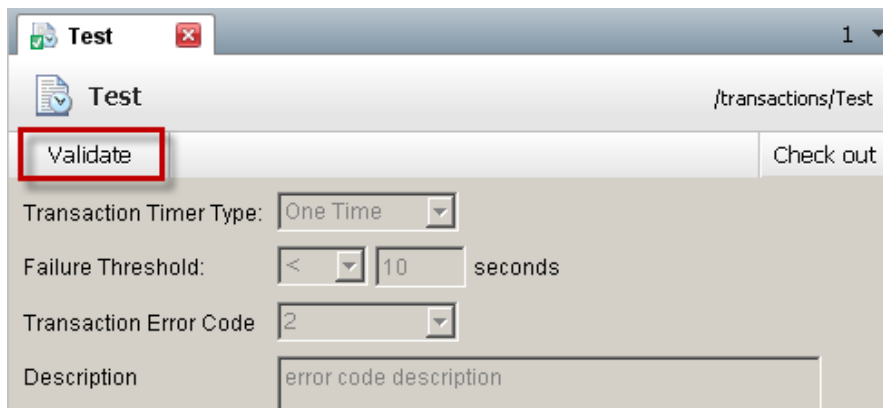 Test 1
Test /transactions/Test
Validate Check out
Transaction Timer Type: One Time
Failure Threshold: < 10 seconds
Transaction Error Code 2
Description error code description